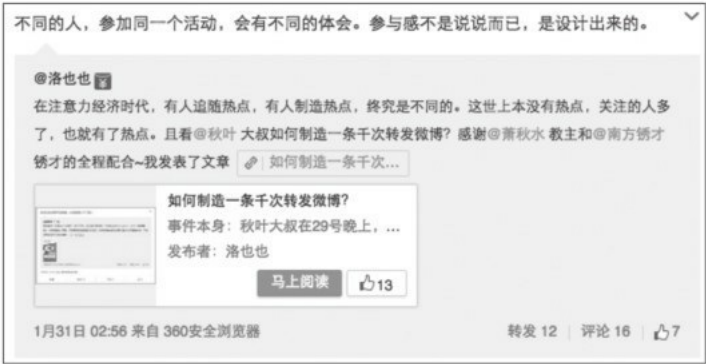 不同的人，参加同一个活动，会有不同的体会。参与感不是说说而已，是设计出来的。
@洛也也
在注意力经济时代，有人追随热点，有人制造热点，终究是不同的。这世上本没有热点，关注的人多
了，也就有了热点。且看@秋叶 大叔如何制造一条千次转发微博？感谢@萧秋水 教主和@南方锈才
锈才的全程配合~我发表了文章 如何制造一条千次...
如何制造一条千次转发微博？
事件本身：秋叶大叔在29号晚上，...
发布者：洛也也
马上阅读 13
1月31日 02:56 来自 360安全浏览器 转发 12 评论 16 7